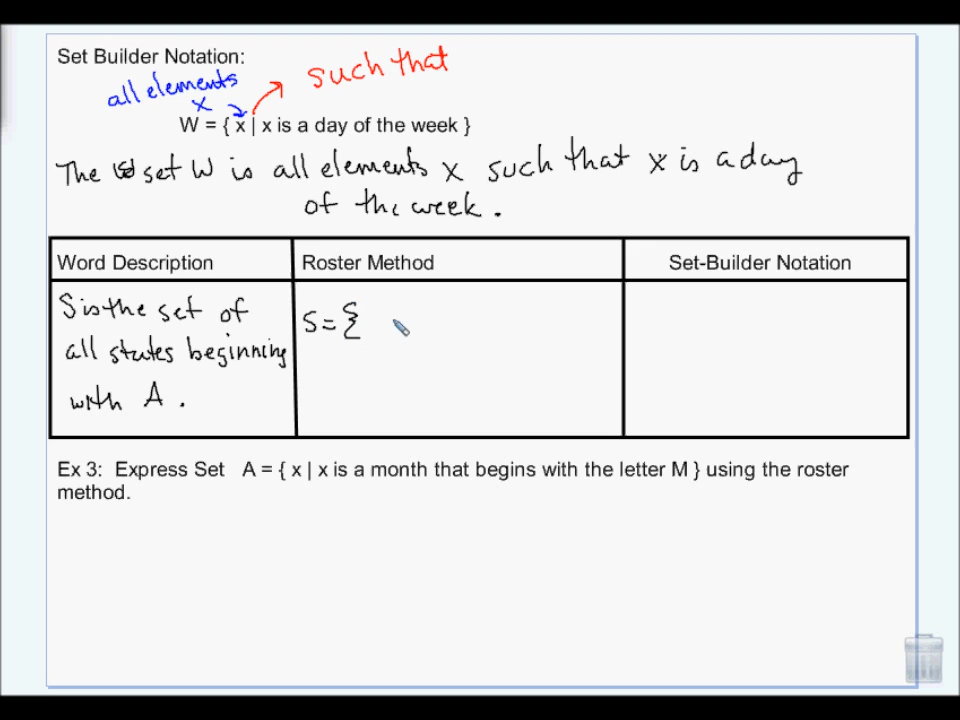 Set Builder Notation:
all elements
x
such that
W = { x | x is a day of the week }
The set W is all elements x such that x is a day
of the week.
Word Description
Roster Method
Set-Builder Notation
S is the set of
all states beginning
with A.
S = {
Ex 3: Express Set A = { x | x is a month that begins with the letter M } using the roster
method.